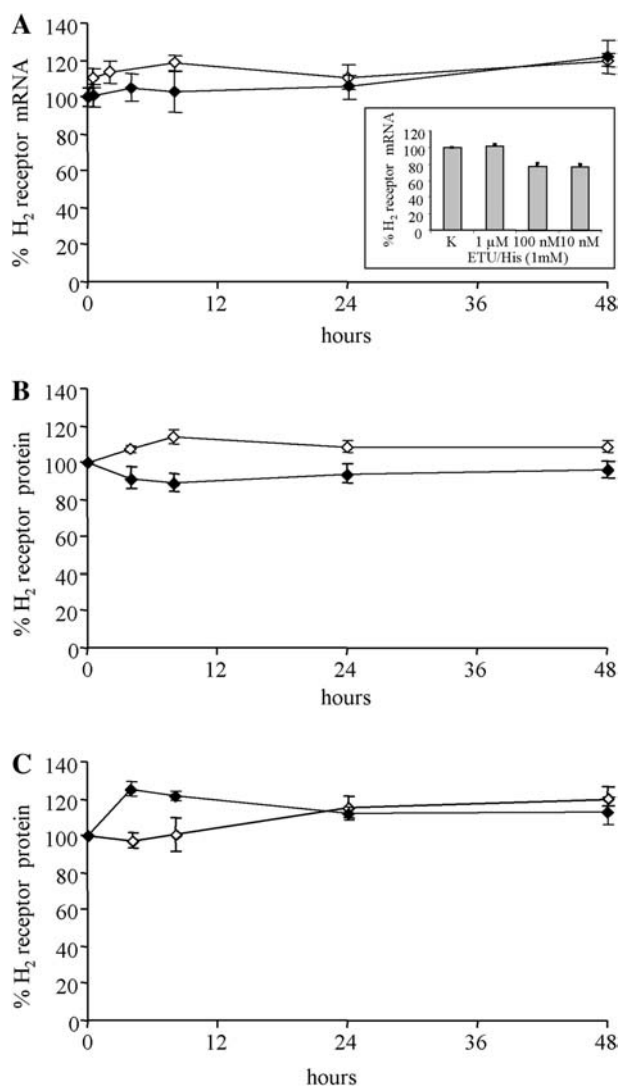 A
% H₂ receptor mRNA
140
120
100
80
60
40
20
0
0 12 24 36 48
hours
% H₂ receptor mRNA
120
100
80
60
40
20
0
K 1 µM 100 nM 10 nM
ETU/His (1mM)
B
% H₂ receptor protein
140
120
100
80
60
40
20
0
0 12 24 36 48
hours
C
% H₂ receptor protein
140
120
100
80
60
40
20
0
0 12 24 36 48
hours